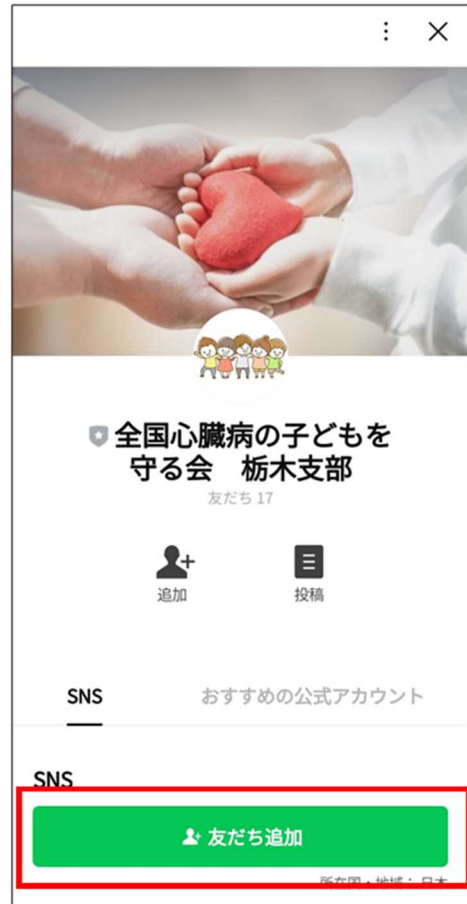 全国心臓病の子どもを
守る会　栃木支部
友だち 17
追加
投稿
SNS
おすすめの公式アカウント
SNS
友だち追加
所在国・地域： 日本